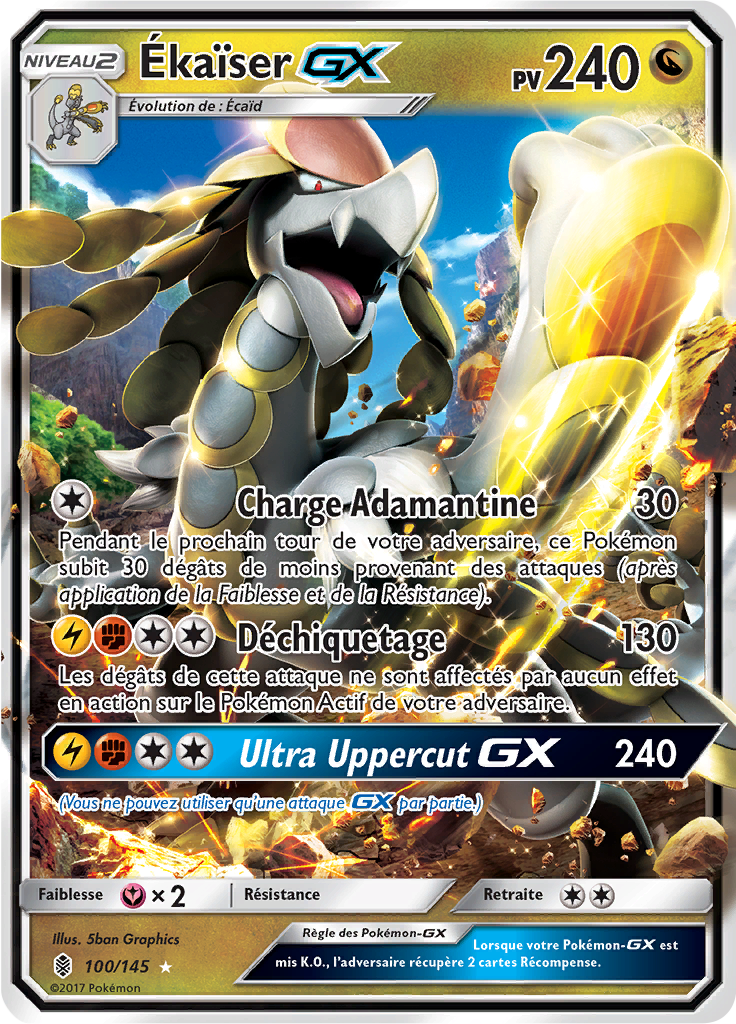 NIVEAU2
Ékaïser GX
PV240
Évolution de : Écaïd
Charge Adamantine 30
Pendant le prochain tour de votre adversaire, ce Pokémon
subit 30 dégâts de moins provenant des attaques (après
application de la Faiblesse et de la Résistance).
Déchiquetage 130
Les dégâts de cette attaque ne sont affectés par aucun effet
en action sur le Pokémon Actif de votre adversaire.
Ultra Uppercut GX 240
(Vous ne pouvez utiliser qu'une attaque GX par partie.)
Faiblesse × 2 Résistance Retraite
Illus. 5ban Graphics
100/145
©2017 Pokémon
Règle des Pokémon-GX
Lorsque votre Pokémon-GX est
mis K.O., l'adversaire récupère 2 cartes Récompense.